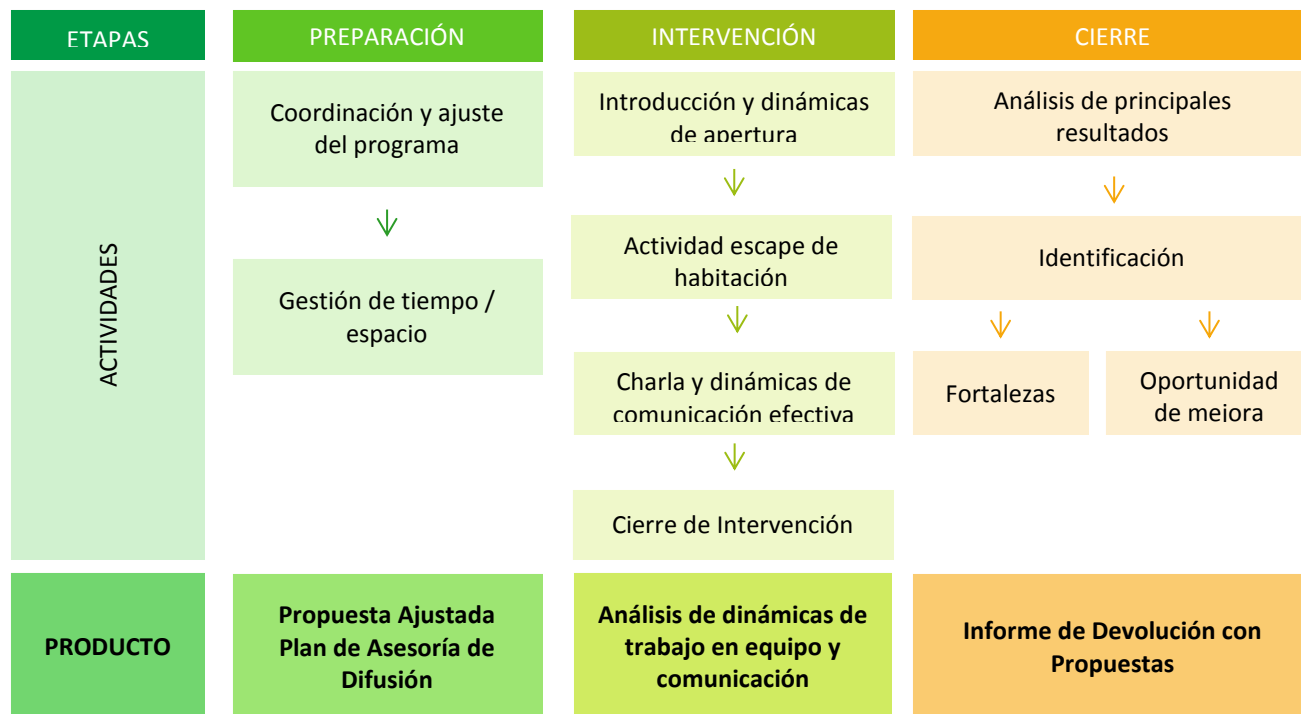 ETAPAS
PREPARACIÓN
INTERVENCIÓN
CIERRE
ACTIVIDADES
Coordinación y ajuste
del programa
Gestión de tiempo /
espacio
Introducción y dinámicas
de apertura
Actividad escape de
habitación
Charla y dinámicas de
comunicación efectiva
Cierre de Intervención
Análisis de principales
resultados
Identificación
Fortalezas
Oportunidad
de mejora
PRODUCTO
Propuesta Ajustada
Plan de Asesoría de
Difusión
Análisis de dinámicas de
trabajo en equipo y
comunicación
Informe de Devolución con
Propuestas